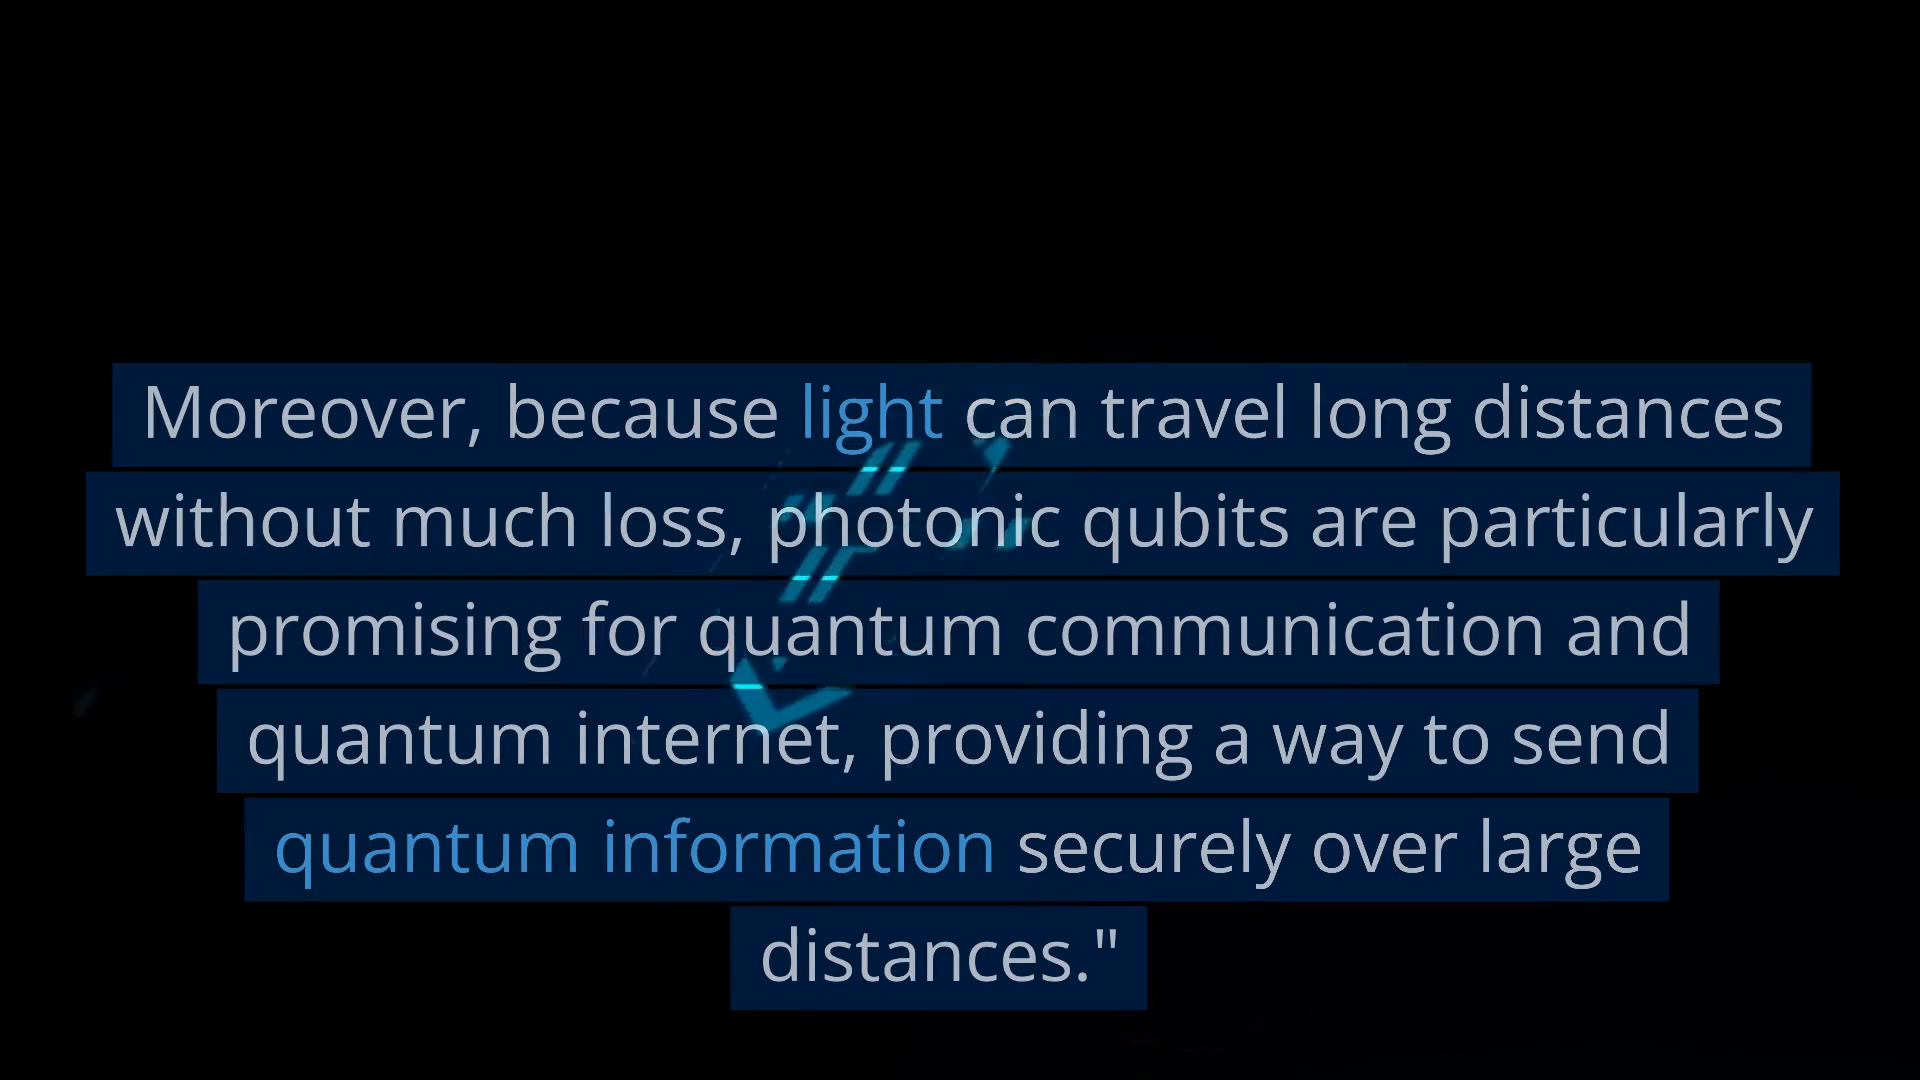 Moreover, because light can travel long distances
without much loss, photonic qubits are particularly
promising for quantum communication and
quantum internet, providing a way to send
quantum information securely over large
distances."